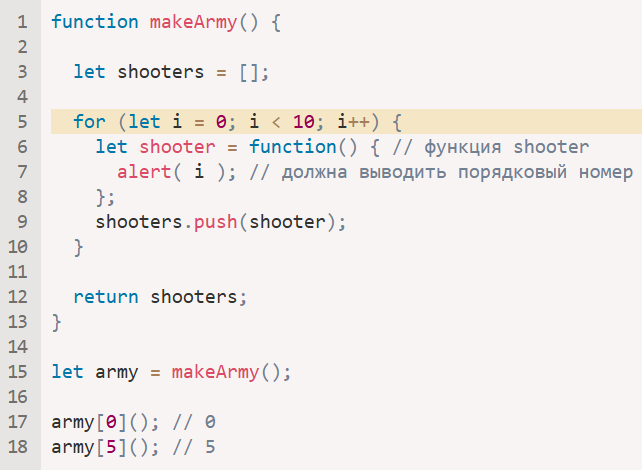 1 function makeArmy() {
2
3   let shooters = [];
4
5   for (let i = 0; i < 10; i++) {
6     let shooter = function() { // функция shooter
7       alert( i ); // должна выводить порядковый номер
8     };
9     shooters.push(shooter);
10   }
11
12   return shooters;
13 }
14
15 let army = makeArmy();
16
17 army[0](); // 0
18 army[5](); // 5